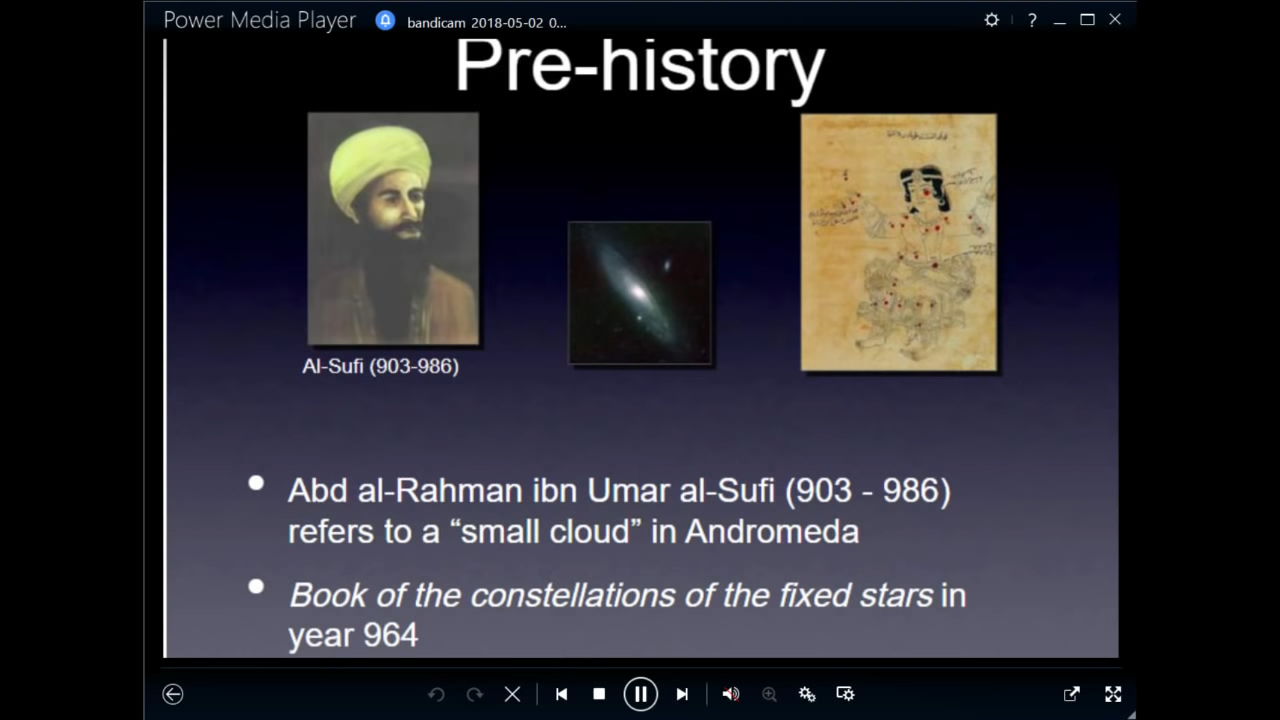 Power Media Player
bandicam 2018-05-02 0...
?
Pre-history
Al-Sufi (903-986)
• Abd al-Rahman ibn Umar al-Sufi (903 - 986)
refers to a “small cloud” in Andromeda
• Book of the constellations of the fixed stars in
year 964